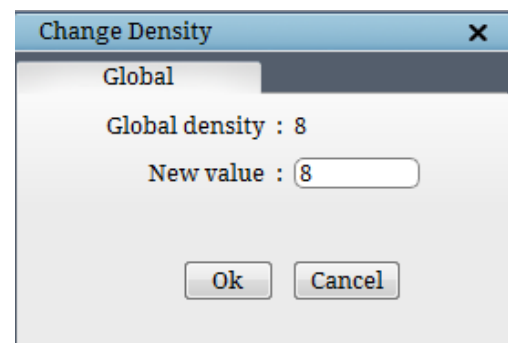 Change Density
Global
Global density : 8
New value : 8
Ok Cancel